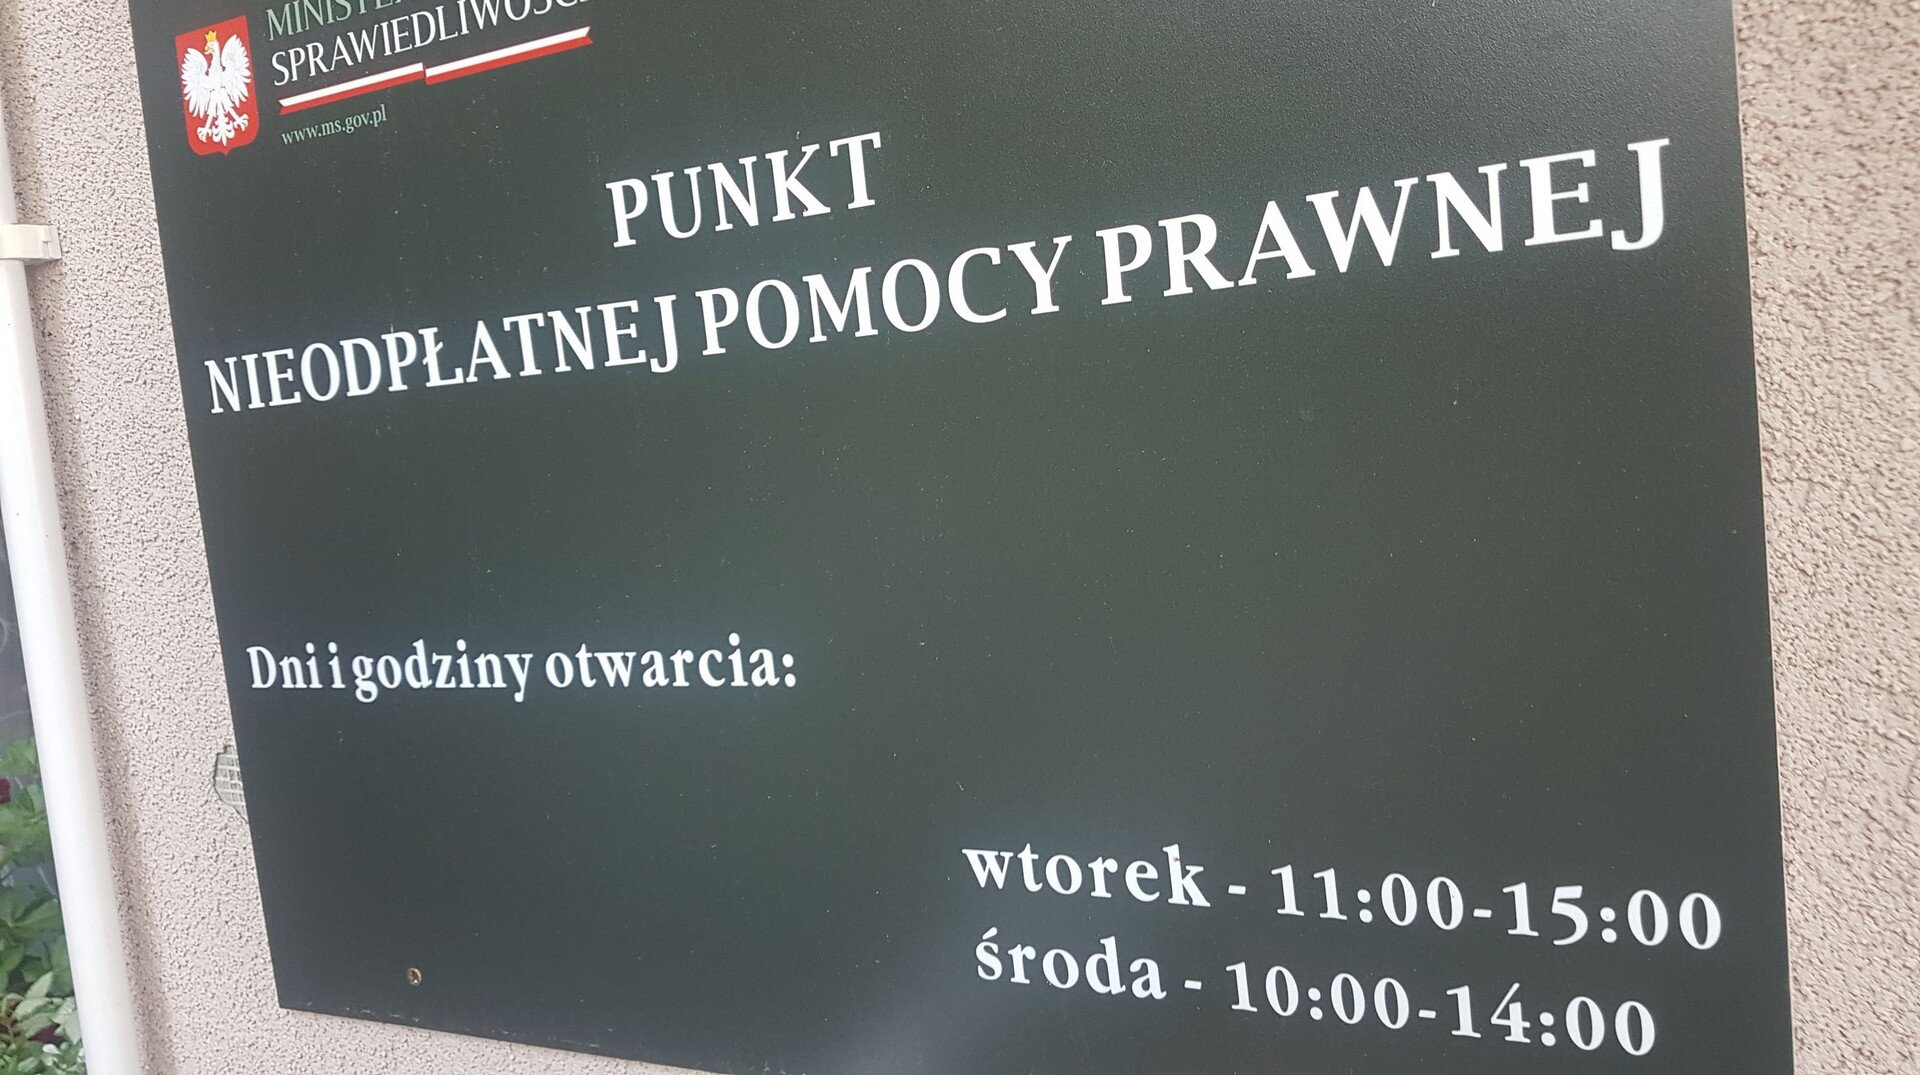 SPRAWIEDLIWOŚCI
www.ms.gov.pl
PUNKT
NIEODPŁATNEJ POMOCY PRAWNEJ
Dni i godziny otwarcia:
wtorek - 11:00-15:00
środa - 10:00-14:00